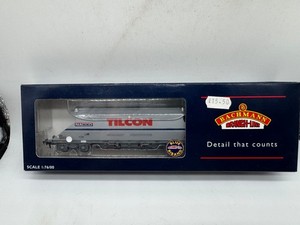 TILCON
BACHMANN
BRANCH-LINE
Detail that counts
SCALE 1:76/00